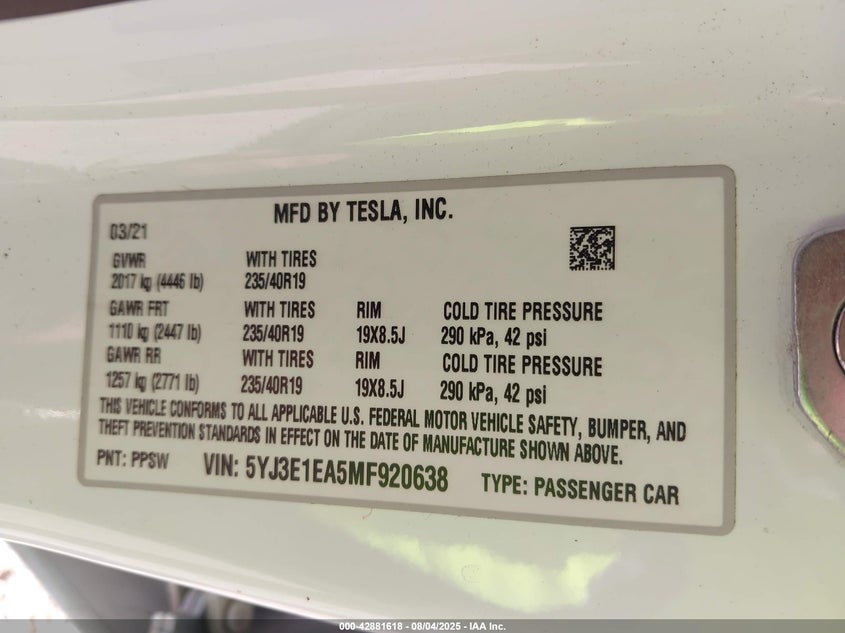 MFD BY TESLA, INC.
03/21
GVWR WITH TIRES
2017 kg (4446 lb) 235/40R19
GAWR FRT WITH TIRES RIM COLD TIRE PRESSURE
1110 kg (2447 lb) 235/40R19 19X8.5J 290 kPa, 42 psi
GAWR RR WITH TIRES RIM COLD TIRE PRESSURE
1257 kg (2771 lb) 235/40R19 19X8.5J 290 kPa, 42 psi
THIS VEHICLE CONFORMS TO ALL APPLICABLE U.S. FEDERAL MOTOR VEHICLE SAFETY, BUMPER, AND
THEFT PREVENTION STANDARDS IN EFFECT ON THE DATE OF MANUFACTURE SHOWN ABOVE.
PNT: PPSW VIN: 5YJ3E1EA5MF920638 TYPE: PASSENGER CAR
000-42881618 - 08/04/2025 - IAA Inc.